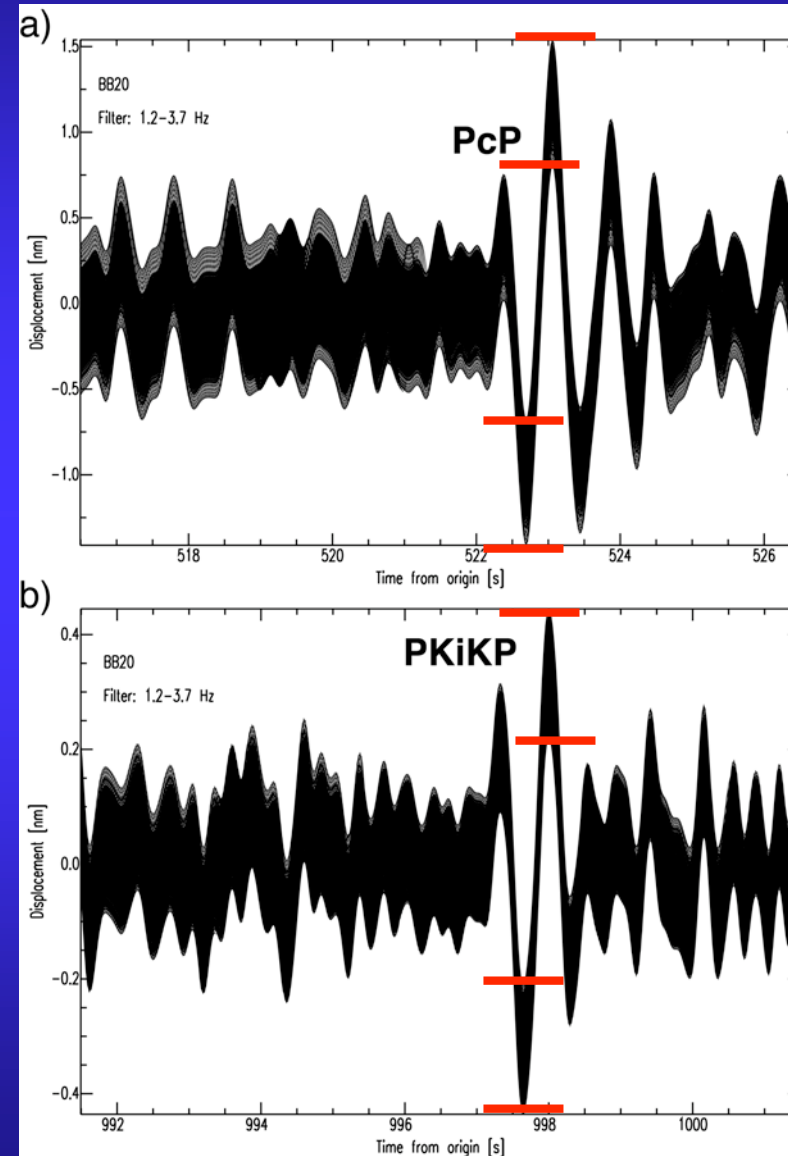 a)
1.5
BB20
Filter: 1.2-3.7 Hz
1.0
PcP
0.5
0.0
-0.5
-1.0
Displacement [nm]
518 520 522 524 526
Time from origin [s]
b)
0.4
BB20
PKiKP
Filter: 1.2-3.7 Hz
0.2
0.0
-0.2
-0.4
Displacement [nm]
992 994 996 998 1000
Time from origin [s]